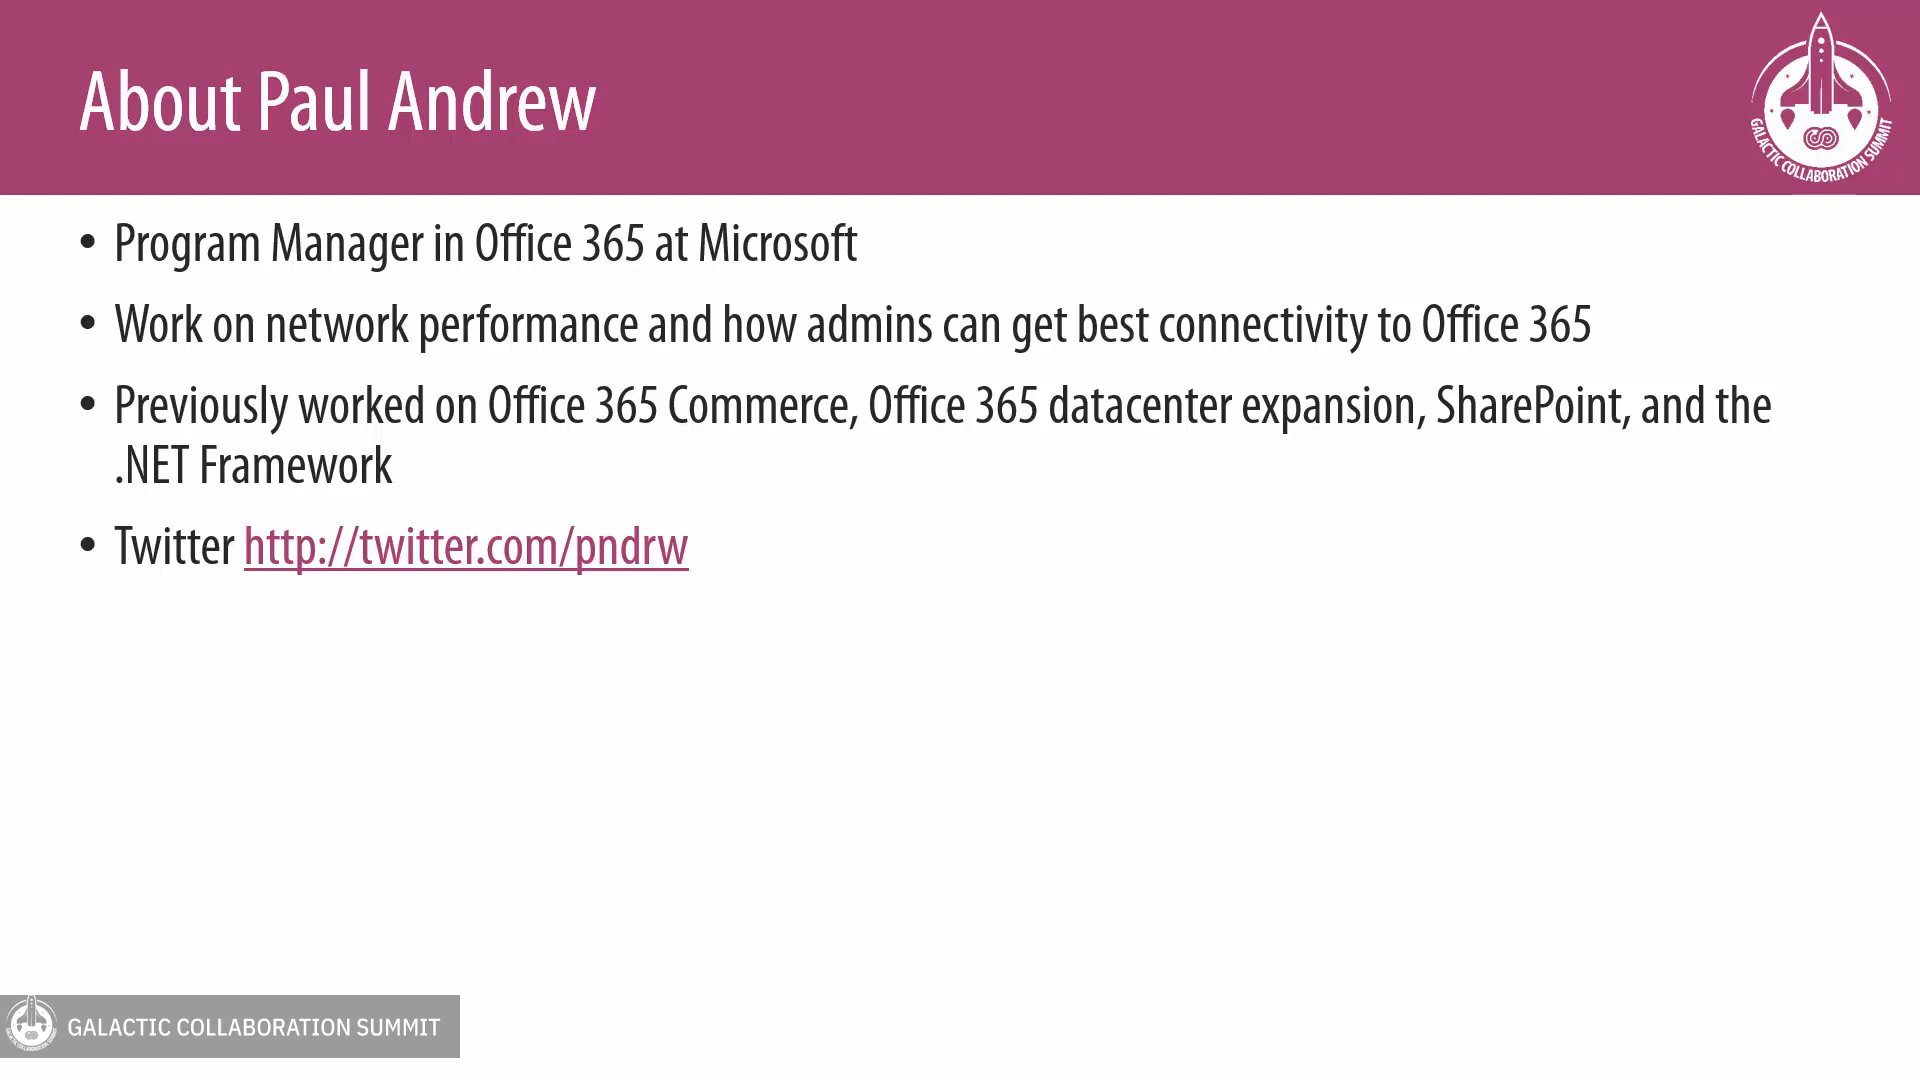 About Paul Andrew
GALACTIC COLLABORATION SUMMIT
• Program Manager in Office 365 at Microsoft
• Work on network performance and how admins can get best connectivity to Office 365
• Previously worked on Office 365 Commerce, Office 365 datacenter expansion, SharePoint, and the
.NET Framework
• Twitter http://twitter.com/pndrw
GALACTIC COLLABORATION SUMMIT